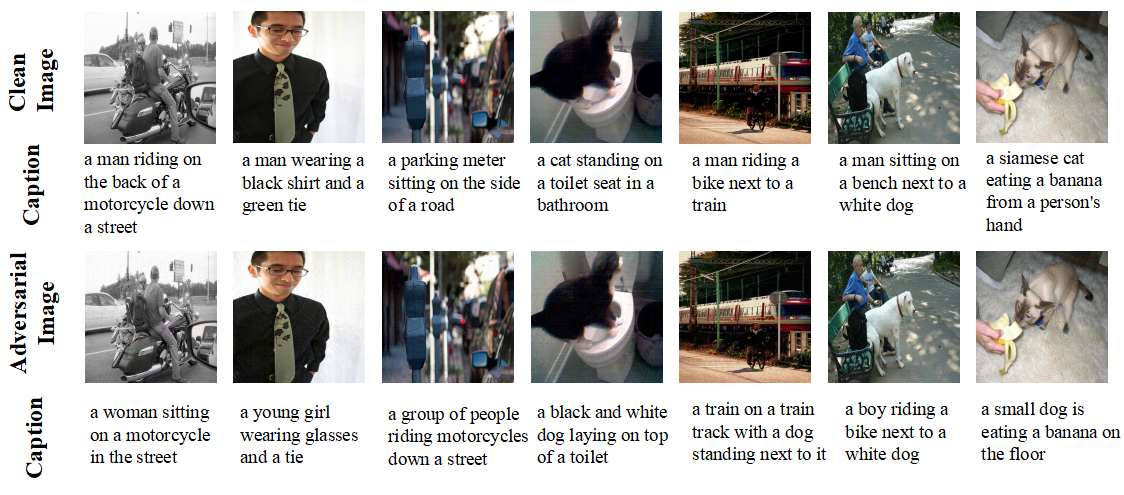 Clean
Image
Caption
a man riding on
the back of a
motorcycle down
a street
a man wearing a
black shirt and a
green tie
a parking meter
sitting on the side
of a road
a cat standing on
a toilet seat in a
bathroom
a man riding a
bike next to a
train
a man sitting on
a bench next to a
white dog
a siamese cat
eating a banana
from a person's
hand
Adversarial
Image
Caption
a woman sitting
on a motorcycle
in the street
a young girl
wearing glasses
and a tie
a group of people
riding motorcycles
down a street
a black and white
dog laying on top
of a toilet
a train on a train
track with a dog
standing next to it
a boy riding a
bike next to a
white dog
a small dog is
eating a banana on
the floor